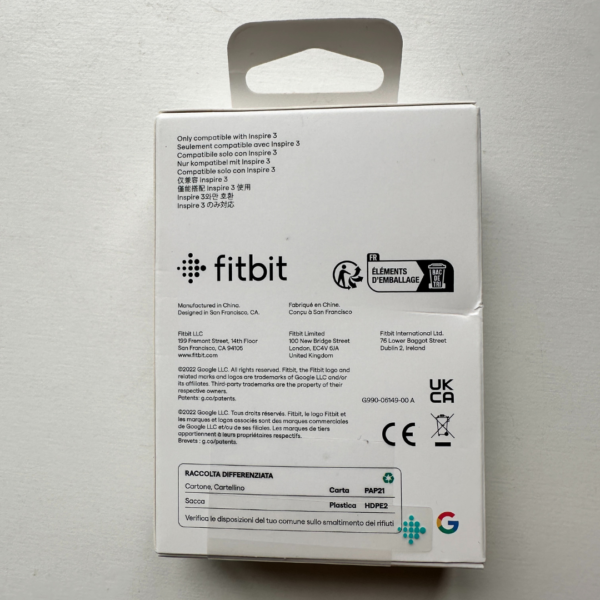 Only compatible with Inspire 3
Seulement compatible avec Inspire 3
Compatibile solo con Inspire 3
Nur kompatibel mit Inspire 3
Compatible solo con Inspire 3
仅兼容 Inspire 3
僅能搭配 Inspire 3 使用
Inspire 3와만 호환
Inspire 3 のみ対応
fitbit
FR
ÉLÉMENTS
D'EMBALLAGE
BAC
DE
TRI
Manufactured in China.
Designed in San Francisco, CA.
Fabriqué en Chine.
Conçu à San Francisco
Fitbit LLC
199 Fremont Street, 14th Floor
San Francisco, CA 94105
www.fitbit.com
Fitbit Limited
100 New Bridge Street
London, EC4V 6JA
United Kingdom
Fitbit International Ltd.
76 Lower Baggot Street
Dublin 2, Ireland
©2022 Google LLC. All rights reserved. Fitbit, the Fitbit logo and
related marks and logos are trademarks of Google LLC and/or
its affiliates. Third-party trademarks are the property of their
respective owners.
Patents: g.co/patents.
G990-06149-00 A
UK
CA
©2022 Google LLC. Tous droits réservés. Fitbit, le logo Fitbit et
les marques et logos associés sont des marques commerciales
de Google LLC et/ou de ses filiales. Les marques de tiers
appartiennent à leurs propriétaires respectifs.
Brevets : g.co/patents.
CE
RACCOLTA DIFFERENZIATA
Cartone, Cartellino Carta PAP21
Sacca Plastica HDPE2
Verifica le disposizioni del tuo comune sullo smaltimento dei rifiuti
G